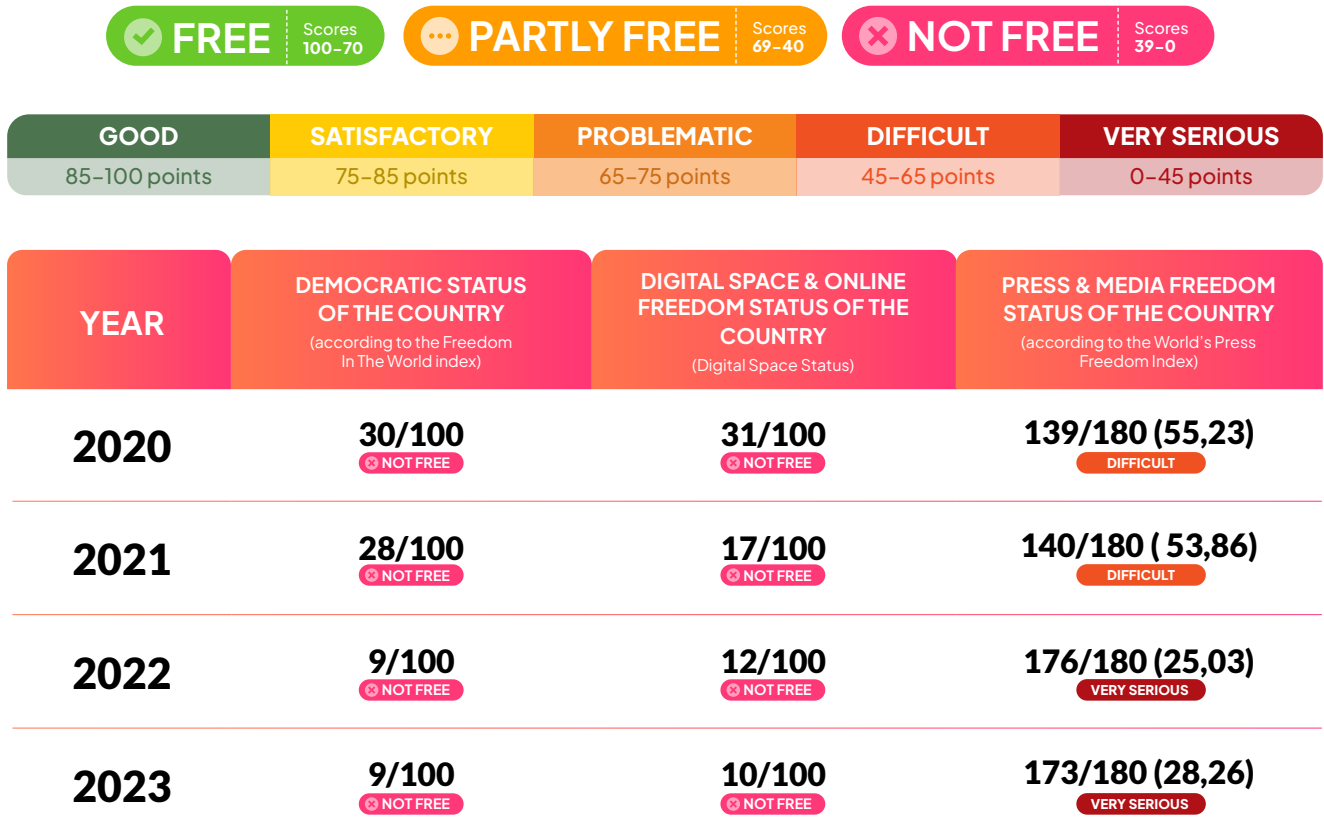 FREE
Scores
100-70
PARTLY FREE
Scores
69-40
NOT FREE
Scores
39-0
GOOD
SATISFACTORY
PROBLEMATIC
DIFFICULT
VERY SERIOUS
85-100 points
75-85 points
65-75 points
45-65 points
0-45 points
YEAR
DEMOCRATIC STATUS
OF THE COUNTRY
(according to the Freedom
In The World index)
DIGITAL SPACE & ONLINE
FREEDOM STATUS OF THE
COUNTRY
(Digital Space Status)
PRESS & MEDIA FREEDOM
STATUS OF THE COUNTRY
(according to the World's Press
Freedom Index)
2020
30/100
NOT FREE
31/100
NOT FREE
139/180 (55,23)
DIFFICULT
2021
28/100
NOT FREE
17/100
NOT FREE
140/180 ( 53,86)
DIFFICULT
2022
9/100
NOT FREE
12/100
NOT FREE
176/180 (25,03)
VERY SERIOUS
2023
9/100
NOT FREE
10/100
NOT FREE
173/180 (28,26)
VERY SERIOUS